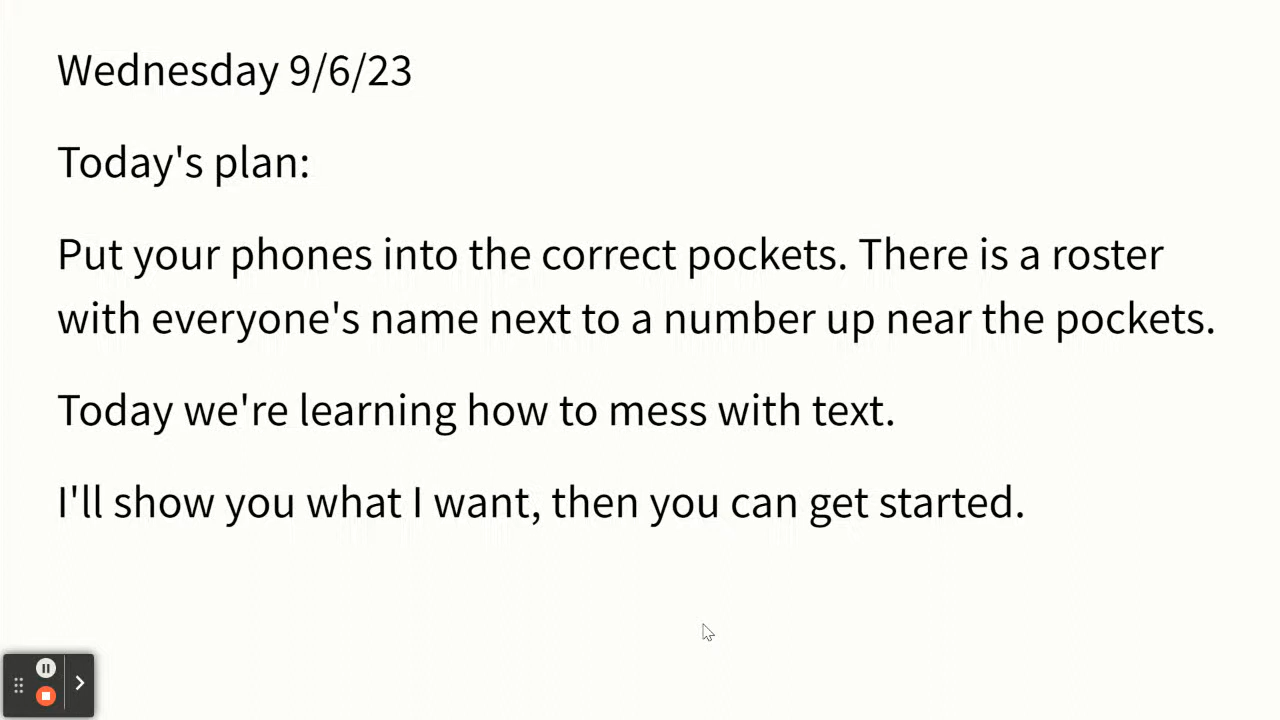 Wednesday 9/6/23
Today's plan:
Put your phones into the correct pockets. There is a roster
with everyone's name next to a number up near the pockets.
Today we're learning how to mess with text.
I'll show you what I want, then you can get started.